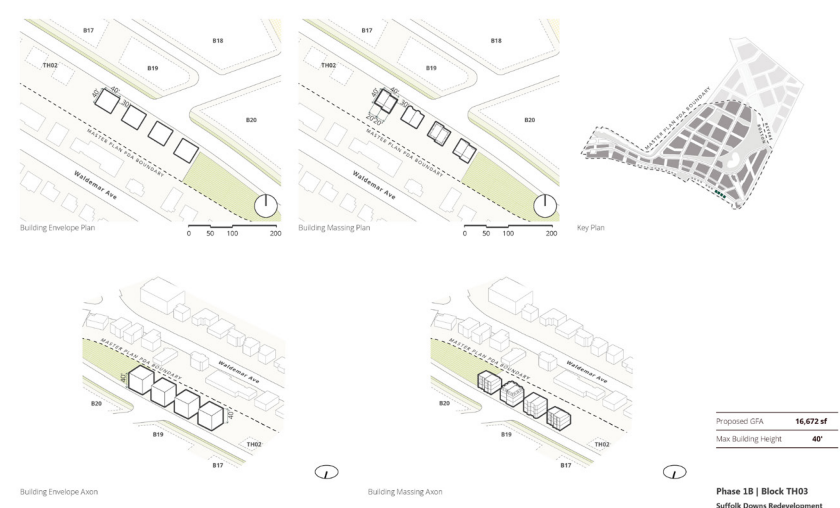 B17
B18
B19
TH02
B20
40'
40'
30'
MASTER PLAN PDA BOUNDARY
Waldemar Ave
Building Envelope Plan
0 50 100 200
B17
B18
B19
TH02
B20
40'
40'
30'
20'20'
MASTER PLAN PDA BOUNDARY
Waldemar Ave
Building Massing Plan
0 50 100 200
MASTER PLAN PDA BOUNDARY
Key Plan
MASTER PLAN PDA BOUNDARY
Waldemar Ave
40'
40'
B20
B19
TH02
B17
Building Envelope Axon
MASTER PLAN PDA BOUNDARY
Waldemar Ave
B20
B19
TH02
B17
Building Massing Axon
Proposed GFA 16,672 sf
Max Building Height 40'
Phase 1B | Block TH03
Suffolk Downs Redevelopment